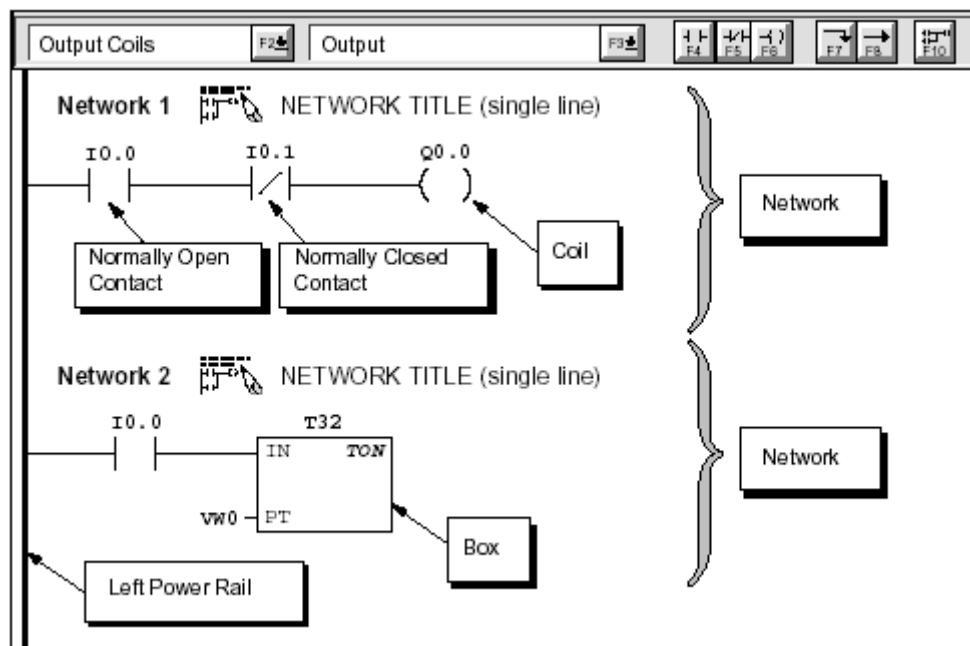 Output Coils F2 Output F3 F4 F5 F6 F7 F8 F10
Network 1 NETWORK TITLE (single line)
I0.0 I0.1 Q0.0
Network
Normally Open
Contact
Normally Closed
Contact
Coil
Network 2 NETWORK TITLE (single line)
I0.0 T32
IN TON
Network
VW0 PT
Box
Left Power Rail